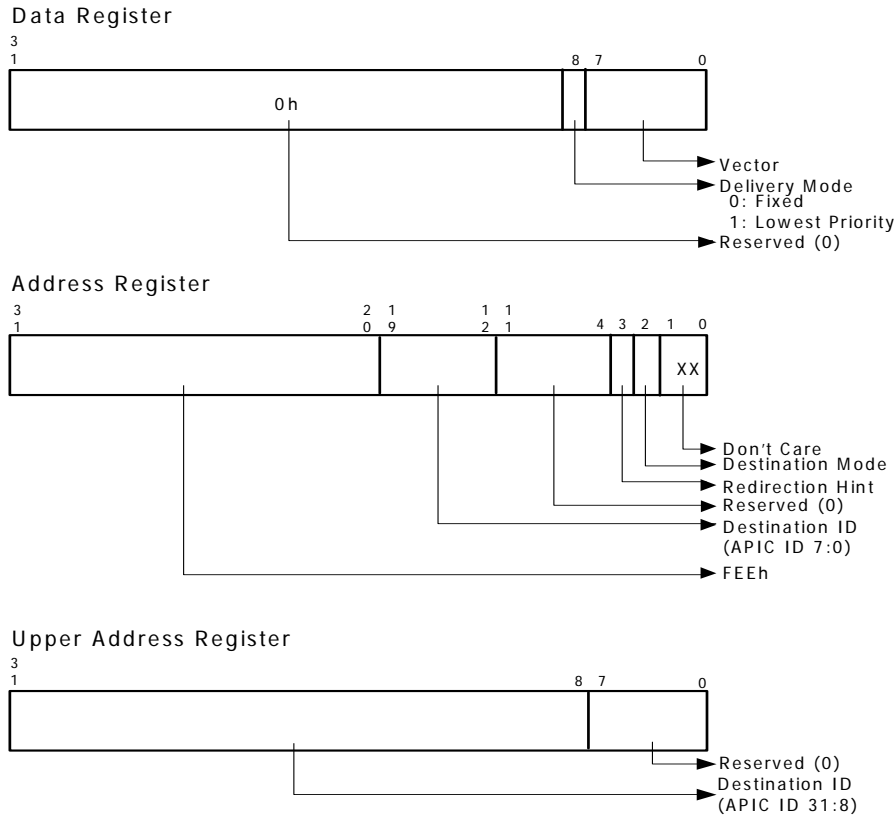 Data Register
3
1 8 7 0
0h
Vector
Delivery Mode
0: Fixed
1: Lowest Priority
Reserved (0)
Address Register
3 2 1 1 1
1 0 9 2 1 4 3 2 1 0
XX
Don't Care
Destination Mode
Redirection Hint
Reserved (0)
Destination ID
(APIC ID 7:0)
FEEh
Upper Address Register
3
1 8 7 0
Reserved (0)
Destination ID
(APIC ID 31:8)